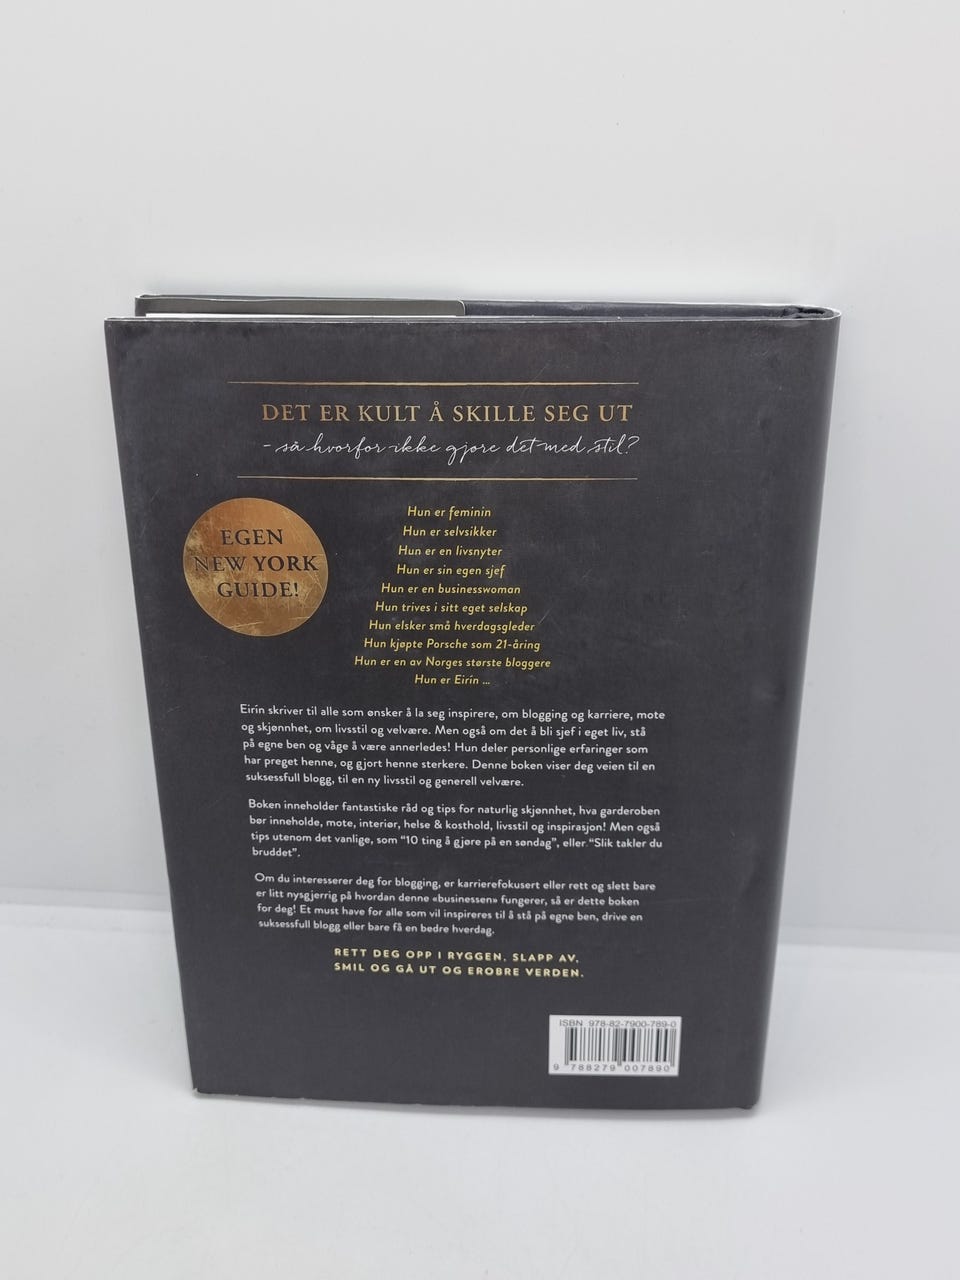 DET ER KULT Å SKILLE SEG UT
- så hvorfor ikke gjøre det med stil?
EGEN
NEW YORK
GUIDE!
Hun er feminin
Hun er selvsikker
Hun er en livsnyter
Hun er sin egen sjef
Hun er en businesswoman
Hun trives i sitt eget selskap
Hun elsker små hverdagsgleder
Hun kjøpte Porsche som 21-åring
Hun er en av Norges største bloggere
Hun er Eirin ...
Eirin skriver til alle som ønsker å la seg inspirere, om blogging og karriere, mote
og skjønnhet, om livsstil og velvære. Men også om det å bli sjef i eget liv, stå
på egne ben og våge å være annerledes! Hun deler personlige erfaringer som
har preget henne, og gjort henne sterkere. Denne boken viser deg veien til en
suksessfull blogg, til en ny livsstil og generell velvære.
Boken inneholder fantastiske råd og tips for naturlig skjønnhet, hva garderoben
bør inneholde, mote, interiør, helse & kosthold, livsstil og inspirasjon! Men også
tips utenom det vanlige, som "10 ting å gjøre på en søndag", eller "Slik takler du
bruddet".
Om du interesserer deg for blogging, er karrierefokusert eller rett og slett bare
er litt nysgjerrig på hvordan denne «businessen» fungerer, så er dette boken
for deg! Et must have for alle som vil inspireres til å stå på egne ben, drive en
suksessfull blogg eller bare få en bedre hverdag.
RETT DEG OPP I RYGGEN, SLAPP AV,
SMIL OG GÅ UT OG EROBRE VERDEN.
ISBN 978-82-7900-789-0
9 788279 007890